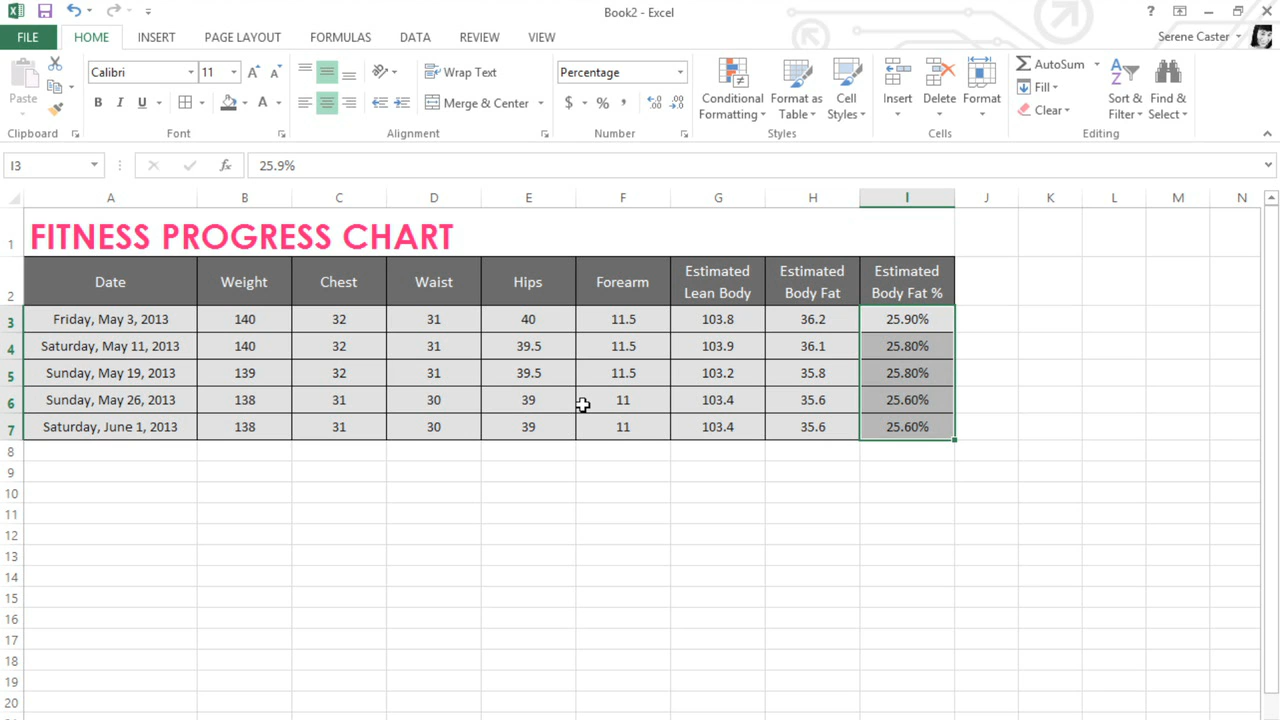 Book2 - Excel
FILE HOME INSERT PAGE LAYOUT FORMULAS DATA REVIEW VIEW Serene Caster
Paste
Calibri 11
B I U A
Wrap Text
Merge & Center
Percentage
$ % ,
Conditional Formatting
Format as Table
Cell Styles
Insert Delete Format
AutoSum
Fill
Clear
Sort & Filter
Find & Select
Clipboard Font Alignment Number Styles Cells Editing
I3 fx 25.9%
A B C D E F G H I J K L M N
1 FITNESS PROGRESS CHART
2 Date Weight Chest Waist Hips Forearm Estimated Lean Body Estimated Body Fat Estimated Body Fat %
3 Friday, May 3, 2013 140 32 31 40 11.5 103.8 36.2 25.90%
4 Saturday, May 11, 2013 140 32 31 39.5 11.5 103.9 36.1 25.80%
5 Sunday, May 19, 2013 139 32 31 39.5 11.5 103.2 35.8 25.80%
6 Sunday, May 26, 2013 138 31 30 39 11 103.4 35.6 25.60%
7 Saturday, June 1, 2013 138 31 30 39 11 103.4 35.6 25.60%
8
9
10
11
12
13
14
15
16
17
18
19
20